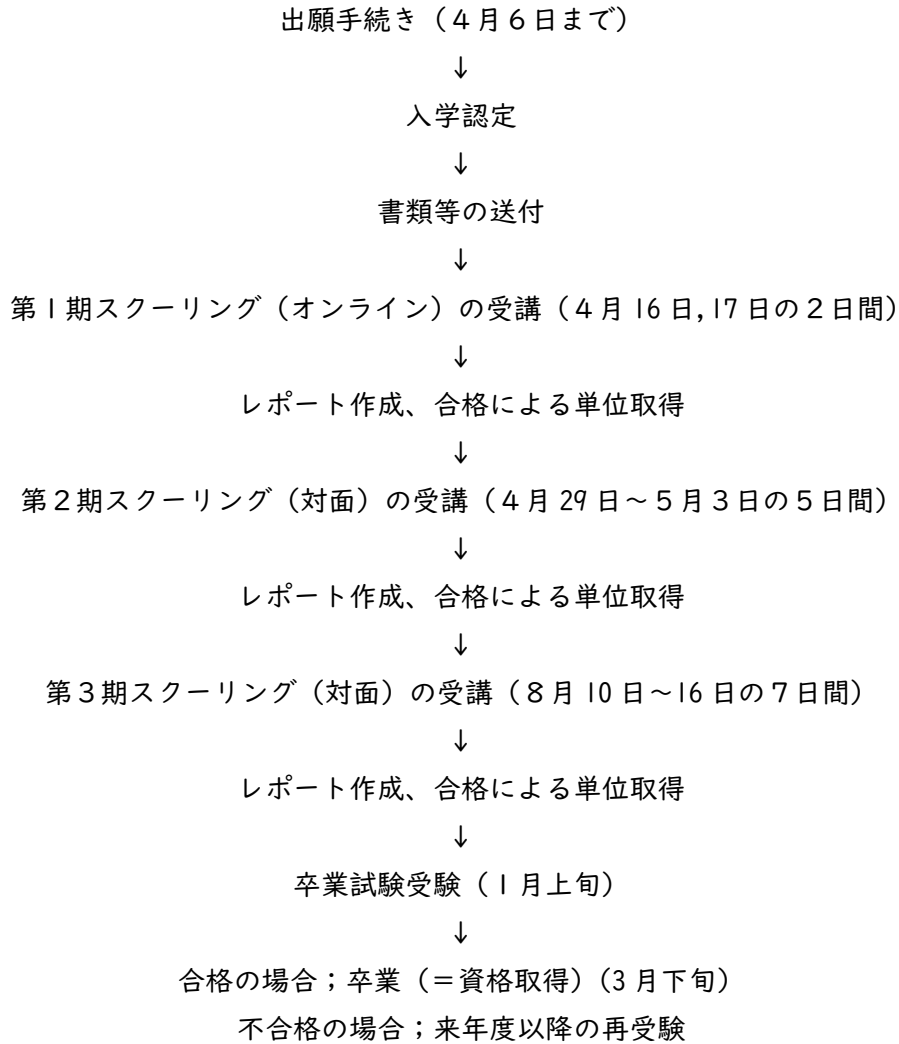 出願手続き（４月６日まで）
↓
入学認定
↓
書類等の送付
↓
第１期スクーリング（オンライン）の受講（４月16日,17日の２日間）
↓
レポート作成、合格による単位取得
↓
第２期スクーリング（対面）の受講（４月29日～５月３日の５日間）
↓
レポート作成、合格による単位取得
↓
第３期スクーリング（対面）の受講（８月10日～16日の７日間）
↓
レポート作成、合格による単位取得
↓
卒業試験受験（１月上旬）
↓
合格の場合；卒業（＝資格取得）(3月下旬)
不合格の場合；来年度以降の再受験